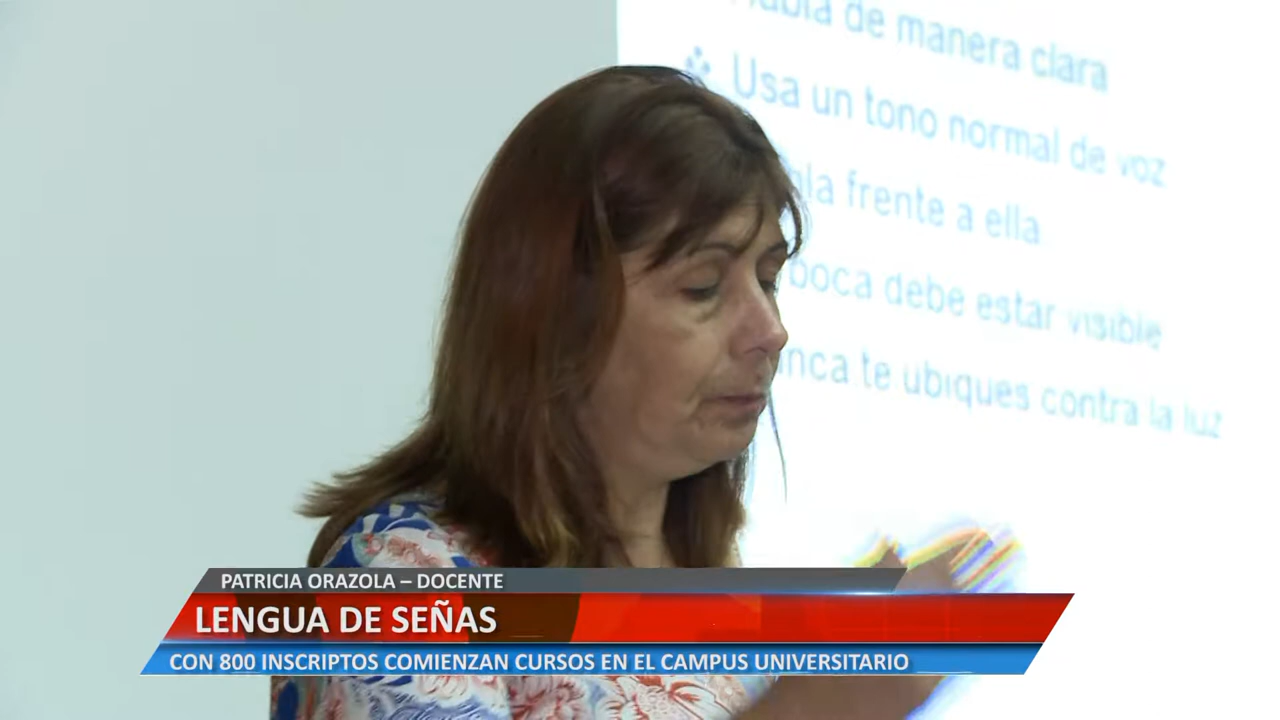 de manera clara
Usa un tono normal de voz
frente a ella
boca debe estar visible
te ubiques contra la luz
PATRICIA ORAZOLA – DOCENTE
LENGUA DE SEÑAS
CON 800 INSCRIPTOS COMIENZAN CURSOS EN EL CAMPUS UNIVERSITARIO